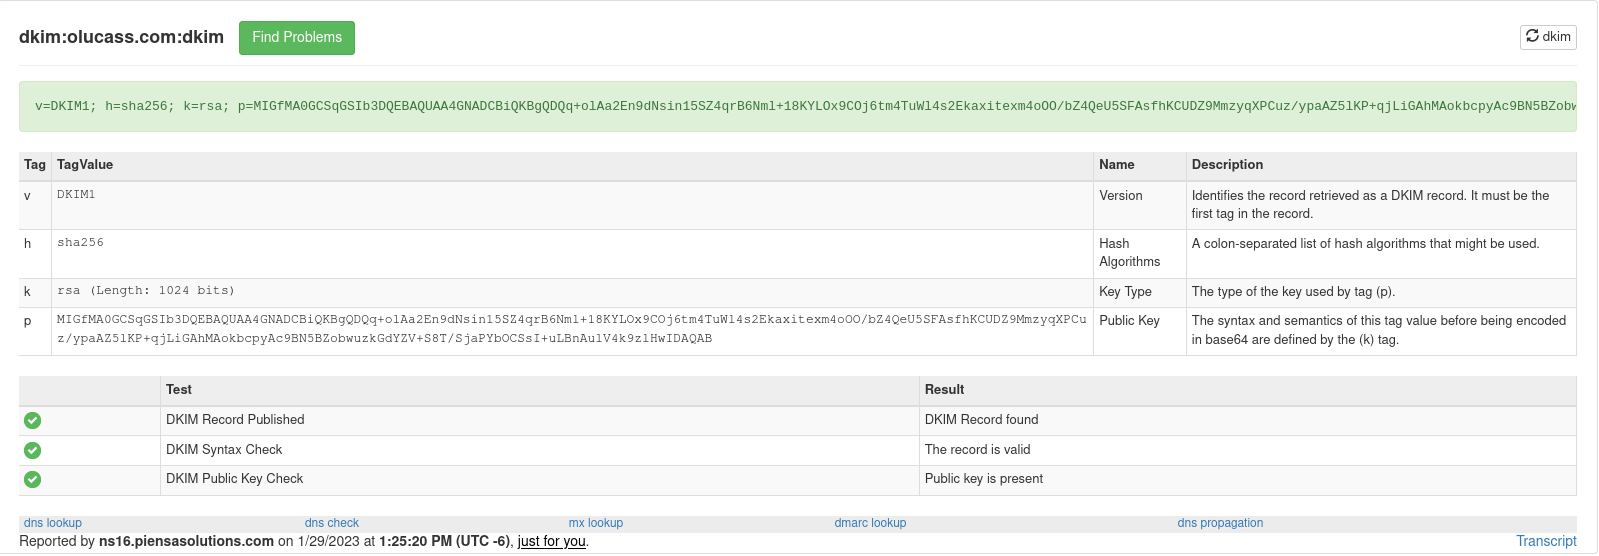 dkim:olucass.com:dkim Find Problems dkim
v=DKIM1; h=sha256; k=rsa; p=MIGfMA0GCSqGSIb3DQEBAQUAA4GNADCBiQKBgQDQq+olAa2En9dNsin15SZ4qrB6Nml+18KYLOx9COj6tm4TuWl4s2Ekaxitexm4oOO/bZ4QeU5SFAsfhKCUDZ9MmzyqXPCuz/ypaAZ5lKP+qjLiGAhMAokbcpyAc9BN5BZobw
Tag TagValue Name Description
v DKIM1 Version Identifies the record retrieved as a DKIM record. It must be the
first tag in the record.
h sha256 Hash A colon-separated list of hash algorithms that might be used.
Algorithms
k rsa (Length: 1024 bits) Key Type The type of the key used by tag (p).
p MIGfMA0GCSqGSIb3DQEBAQUAA4GNADCBiQKBgQDQq+olAa2En9dNsin15SZ4qrB6Nml+18KYLOx9COj6tm4TuWl4s2Ekaxitexm4oOO/bZ4QeU5SFAsfhKCUDZ9MmzyqXPCu Public Key The syntax and semantics of this tag value before being encoded
z/ypaAZ5lKP+qjLiGAhMAokbcpyAc9BN5BZobwuzkGdYZV+S8T/SjaPYbOCSsI+uLBnAulV4k9zlHwIDAQAB in base64 are defined by the (k) tag.
Test Result
DKIM Record Published DKIM Record found
DKIM Syntax Check The record is valid
DKIM Public Key Check Public key is present
dns lookup dns check mx lookup dmarc lookup dns propagation
Reported by ns16.piensasolutions.com on 1/29/2023 at 1:25:20 PM (UTC -6), just for you. Transcript